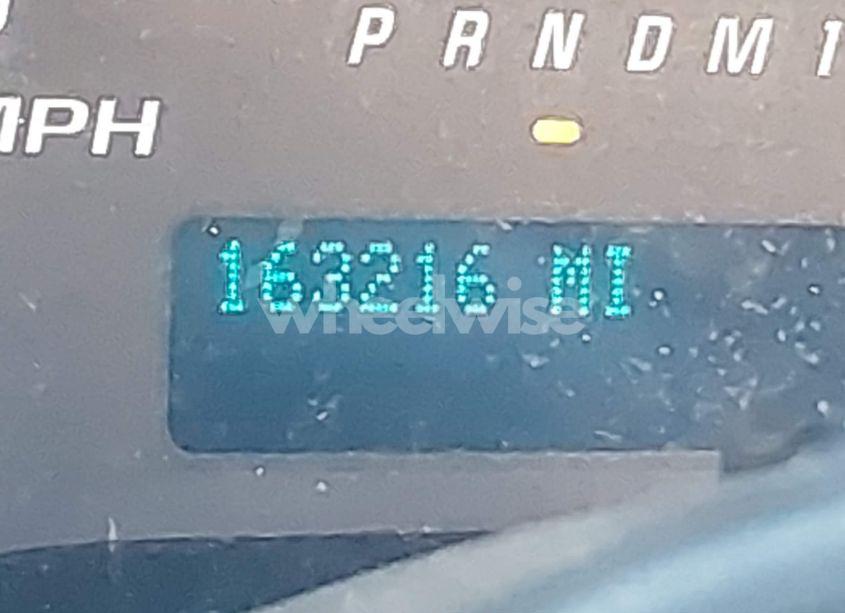 P R N D M 1
MPH
163216 MI
wheelwise